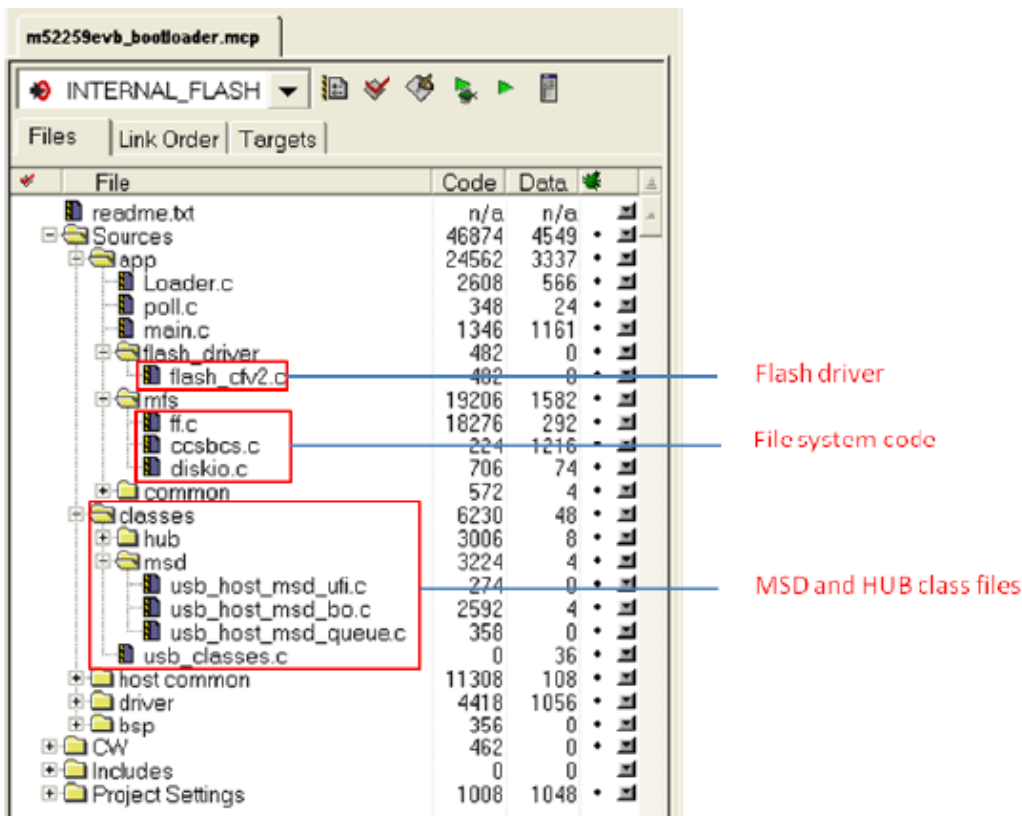 m52259evb_bootloader.mcp
INTERNAL_FLASH
Files Link Order Targets
File Code Data
readme.txt n/a n/a
Sources 46874 4549
app 24562 3337
Loader.c 2608 566
poll.c 348 24
main.c 1346 1161
flash_driver 482 0
flash_cfv2.c 482 0
Flash driver
mfs 19206 1582
ff.c 18276 292
ccsbcs.c 224 1216
File system code
diskio.c 706 74
common 572 4
classes 6230 48
hub 3006 8
msd 3224 4
usb_host_msd_ufi.c 274 0
MSD and HUB class files
usb_host_msd_bo.c 2592 4
usb_host_msd_queue.c 358 0
usb_classes.c 0 36
host common 11308 108
driver 4418 1056
bsp 356 0
CW 462 0
Includes 0 0
Project Settings 1008 1048